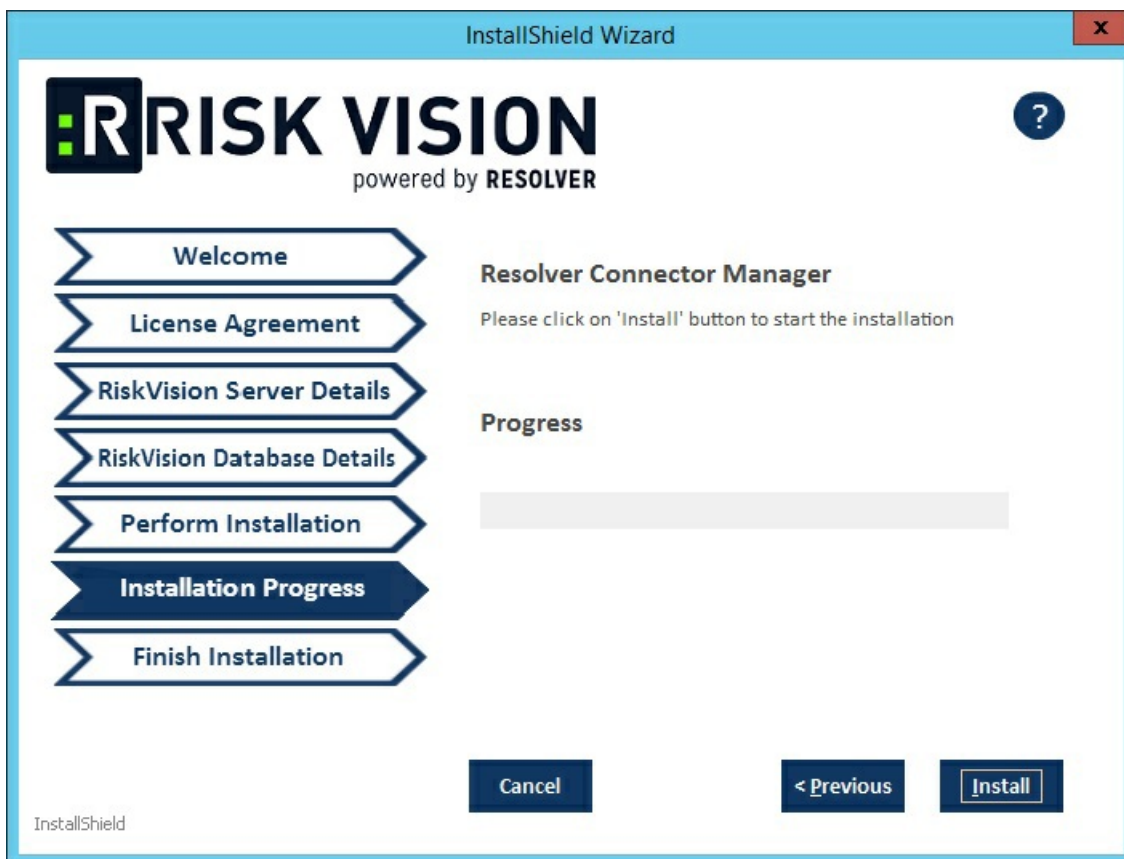 InstallShield Wizard
x
:R RISK VISION
powered by RESOLVER
?
Welcome
License Agreement
RiskVision Server Details
RiskVision Database Details
Perform Installation
Installation Progress
Finish Installation
Resolver Connector Manager
Please click on 'Install' button to start the installation
Progress
Cancel
< Previous
Install
InstallShield